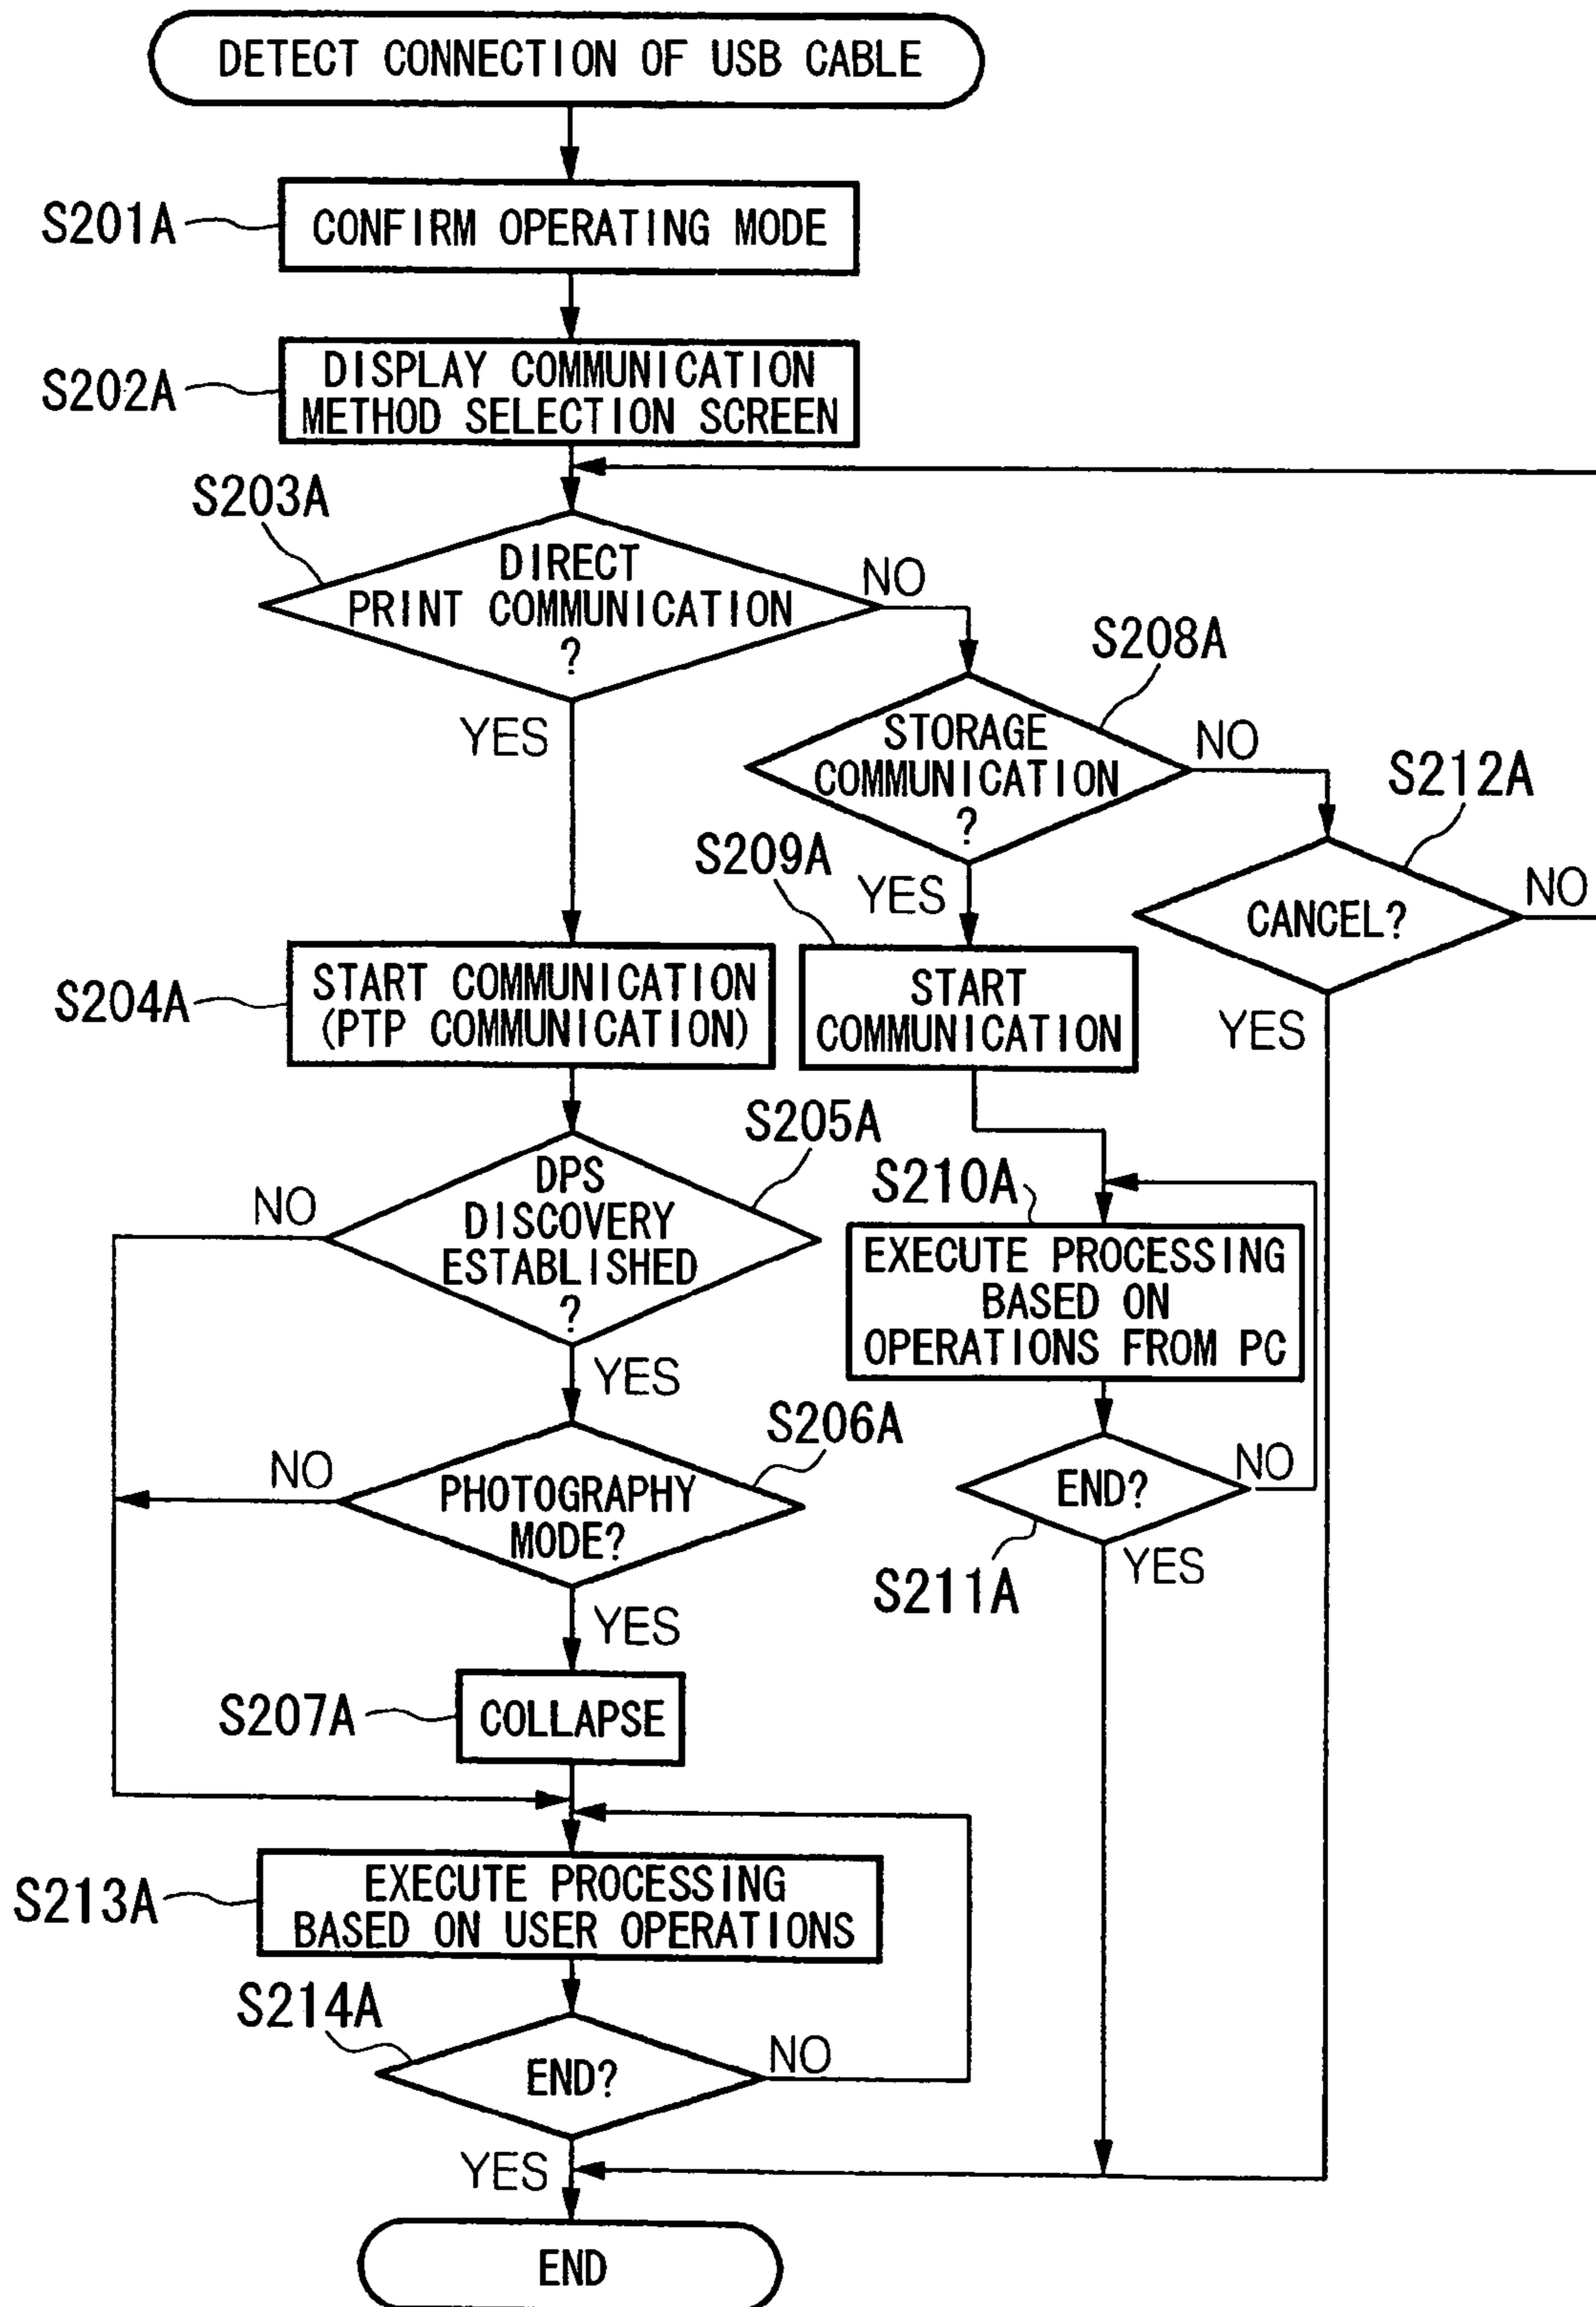 DETECT CONNECTION OF USB CABLE
S201A
CONFIRM OPERATING MODE
S202A
DISPLAY COMMUNICATION
METHOD SELECTION SCREEN
S203A
DIRECT
PRINT COMMUNICATION
?
NO
YES
S208A
STORAGE
COMMUNICATION
?
NO
YES
S212A
CANCEL?
NO
YES
S204A
START COMMUNICATION
(PTP COMMUNICATION)
S209A
START
COMMUNICATION
S205A
DPS
DISCOVERY
ESTABLISHED
?
NO
YES
S210A
EXECUTE PROCESSING
BASED ON
OPERATIONS FROM PC
S206A
PHOTOGRAPHY
MODE?
NO
YES
S211A
END?
NO
YES
S207A
COLLAPSE
S213A
EXECUTE PROCESSING
BASED ON USER OPERATIONS
S214A
END?
NO
YES
END